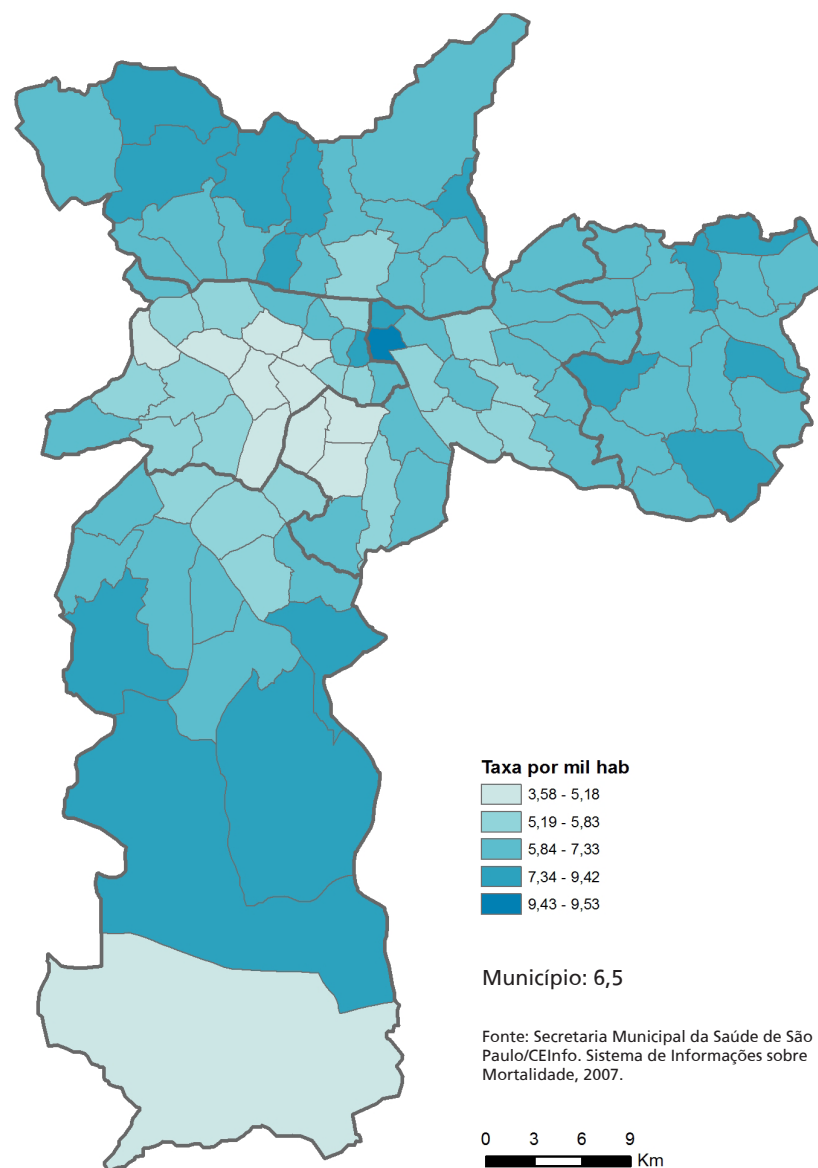 Taxa por mil hab
3,58 - 5,18
5,19 - 5,83
5,84 - 7,33
7,34 - 9,42
9,43 - 9,53
Município: 6,5
Fonte: Secretaria Municipal da Saúde de São
Paulo/CEInfo. Sistema de Informações sobre
Mortalidade, 2007.
0 3 6 9
Km